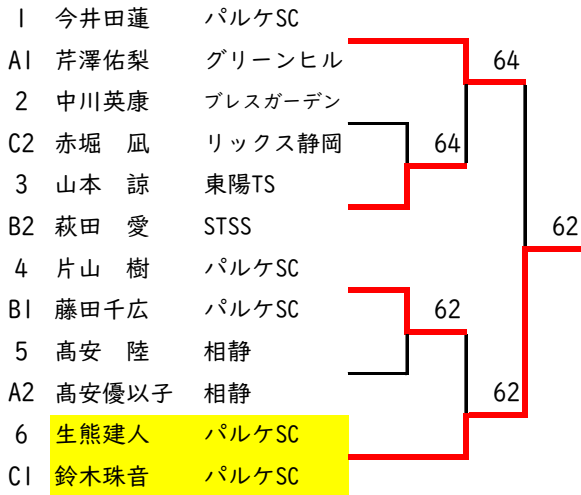 1 今井田蓮 パルケSC
A1 芹澤佑梨 グリーンヒル 64
2 中川英康 ブレスガーデン
C2 赤堀 凪 リックス静岡 64
3 山本 諒 東陽TS
B2 萩田 愛 STSS 62
4 片山 樹 パルケSC
B1 藤田千広 パルケSC 62
5 髙安 陸 相静
A2 髙安優以子 相静 62
6 生熊建人 パルケSC
C1 鈴木珠音 パルケSC